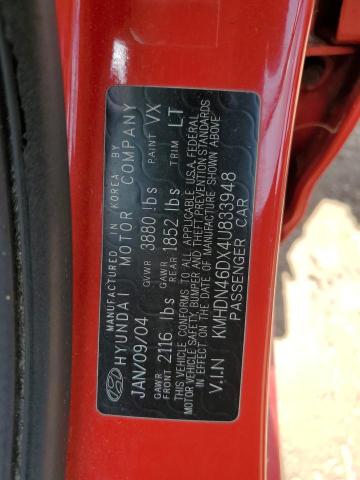 MANUFACTURED IN KOREA BY
HYUNDAI MOTOR COMPANY
JAN/09/04 GVWR 3880 lbs PAINT VX
GAWR FRONT 2116 lbs GAWR REAR 1852 lbs TRIM LT
THIS VEHICLE CONFORMS TO ALL APPLICABLE U.S.A. FEDERAL
MOTOR VEHICLE SAFETY, BUMPER AND THEFT PREVENTION STANDARDS
IN EFFECT ON THE DATE OF MANUFACTURE SHOWN ABOVE
V.I.N KMHDN46DX4U833948
PASSENGER CAR